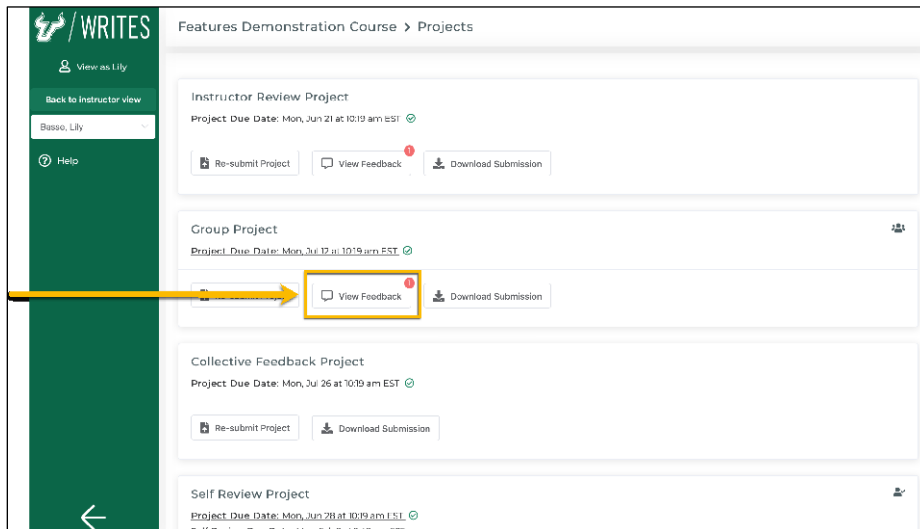 /WRITES
View as Lily
Back to instructor view
Basso, Lily
Help
Features Demonstration Course > Projects
Instructor Review Project
Project Due Date: Mon, Jun 21 at 10:19 am EST
Re-submit Project
View Feedback
1
Download Submission
Group Project
Project Due Date: Mon, Jul 12 at 10:19 am EST
View Feedback
1
Download Submission
Collective Feedback Project
Project Due Date: Mon, Jul 26 at 10:19 am EST
Re-submit Project
Download Submission
Self Review Project
Project Due Date: Mon, Jun 28 at 10:19 am EST